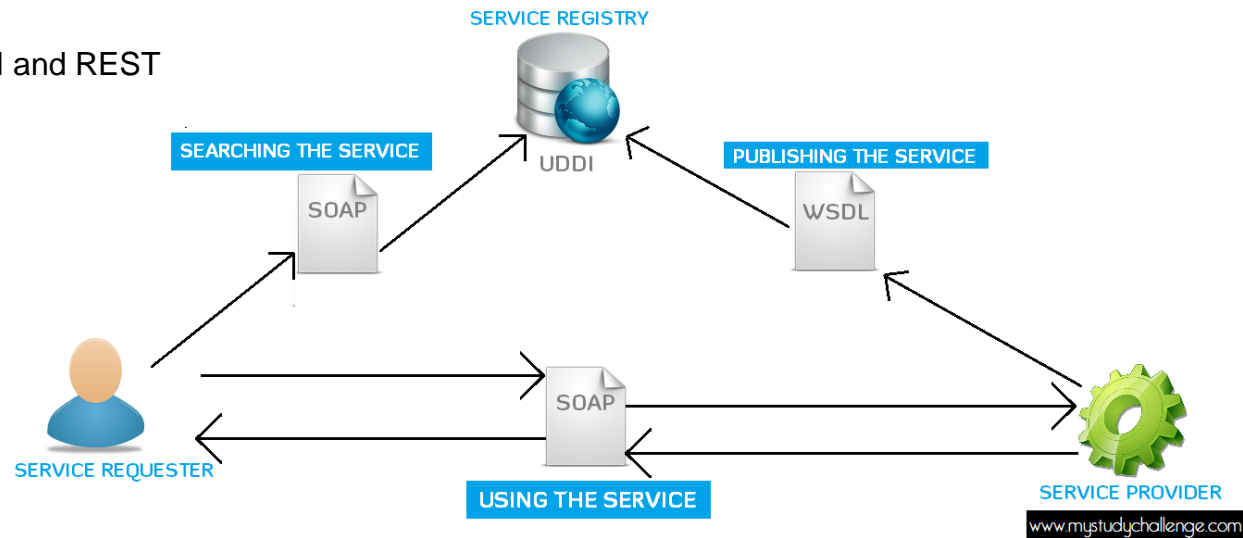 SERVICE REGISTRY
and REST
SEARCHING THE SERVICE
UDDI
PUBLISHING THE SERVICE
SOAP
WSDL
SOAP
SERVICE REQUESTER
USING THE SERVICE
SERVICE PROVIDER
www.mystudychallenge.com